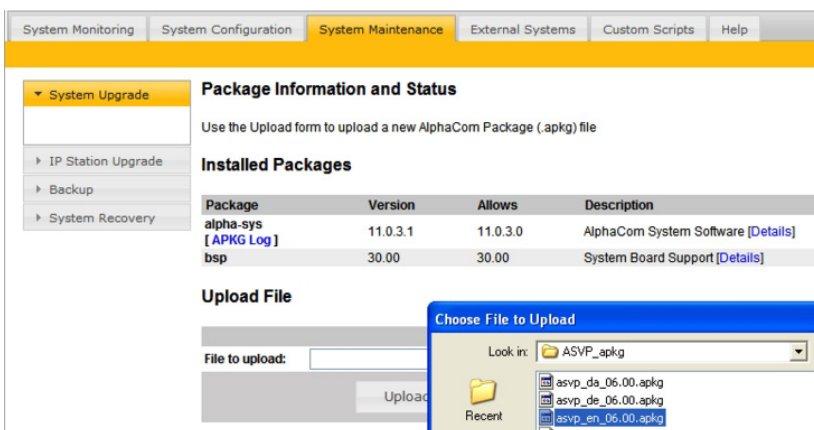 System Monitoring System Configuration System Maintenance External Systems Custom Scripts Help
System Upgrade
IP Station Upgrade
Backup
System Recovery
Package Information and Status
Use the Upload form to upload a new AlphaCom Package (.apkg) file
Installed Packages
Package Version Allows Description
alpha-sys
[ APKG Log ] 11.0.3.1 11.0.3.0 AlphaCom System Software [Details]
bsp 30.00 30.00 System Board Support [Details]
Upload File
File to upload:
Upload
Choose File to Upload
Look in: ASVP_apkg
Recent
asvp_da_06.00.apkg
asvp_de_06.00.apkg
asvp_en_06.00.apkg